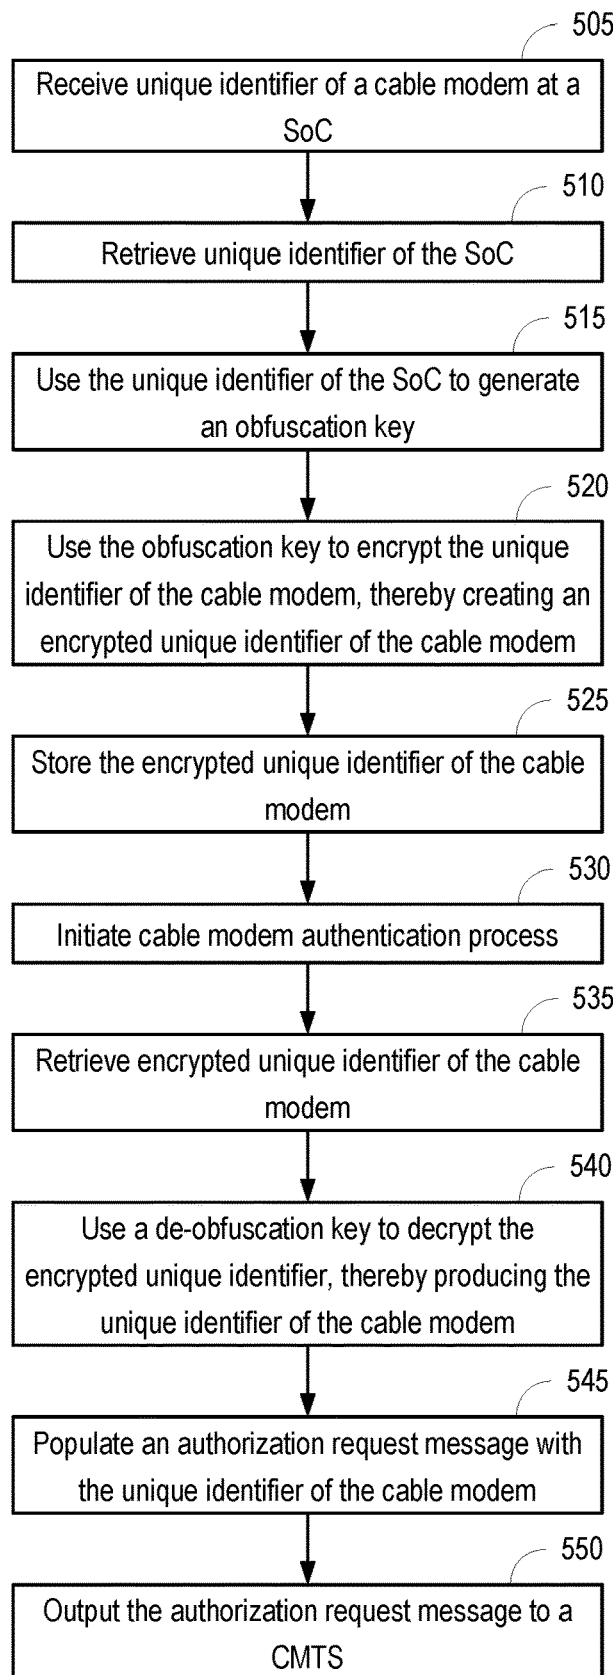 505
Receive unique identifier of a cable modem at a
SoC
510
Retrieve unique identifier of the SoC
515
Use the unique identifier of the SoC to generate
an obfuscation key
520
Use the obfuscation key to encrypt the unique
identifier of the cable modem, thereby creating an
encrypted unique identifier of the cable modem
525
Store the encrypted unique identifier of the cable
modem
530
Initiate cable modem authentication process
535
Retrieve encrypted unique identifier of the cable
modem
540
Use a de-obfuscation key to decrypt the
encrypted unique identifier, thereby producing the
unique identifier of the cable modem
545
Populate an authorization request message with
the unique identifier of the cable modem
550
Output the authorization request message to a
CMTS